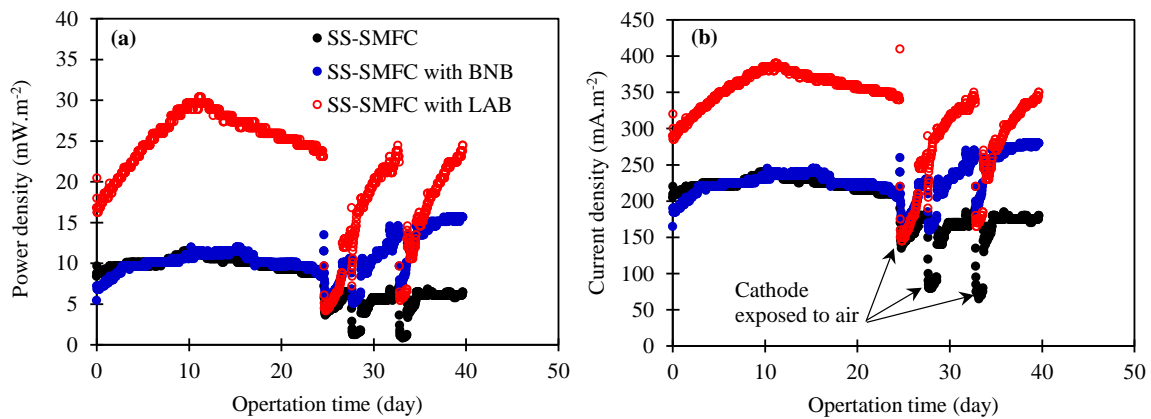 (a)
SS-SMFC
SS-SMFC with BNB
SS-SMFC with LAB
Power density (mW.m-2)
40
35
30
25
20
15
10
5
0
0 10 20 30 40 50
Opertation time (day)
(b)
Current density (mA.m-2)
450
400
350
300
250
200
150
100
50
0
Cathode
exposed to air
0 10 20 30 40 50
Opertation time (day)